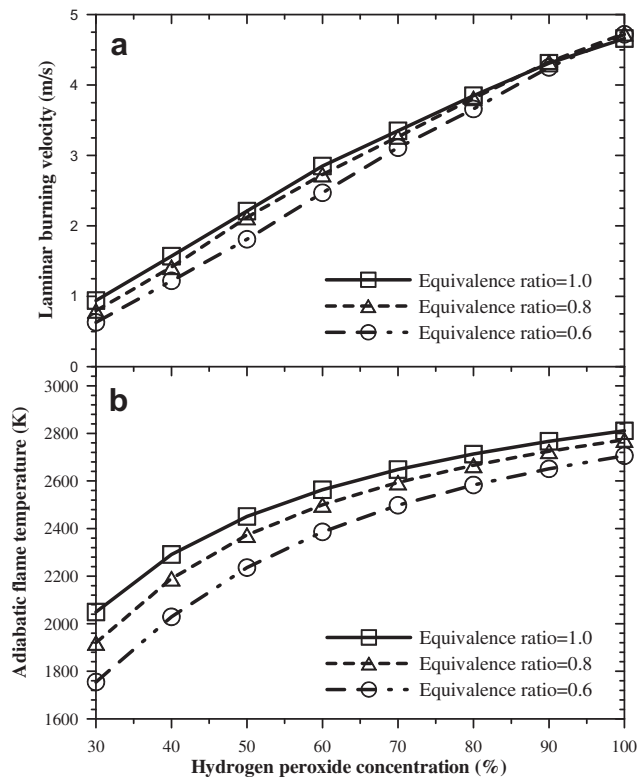 a
Laminar burning velocity (m/s)
5
4
3
2
1
0
Equivalence ratio=1.0
Equivalence ratio=0.8
Equivalence ratio=0.6
b
Adiabatic flame temperature (K)
3000
2800
2600
2400
2200
2000
1800
1600
Equivalence ratio=1.0
Equivalence ratio=0.8
Equivalence ratio=0.6
30 40 50 60 70 80 90 100
Hydrogen peroxide concentration (%)